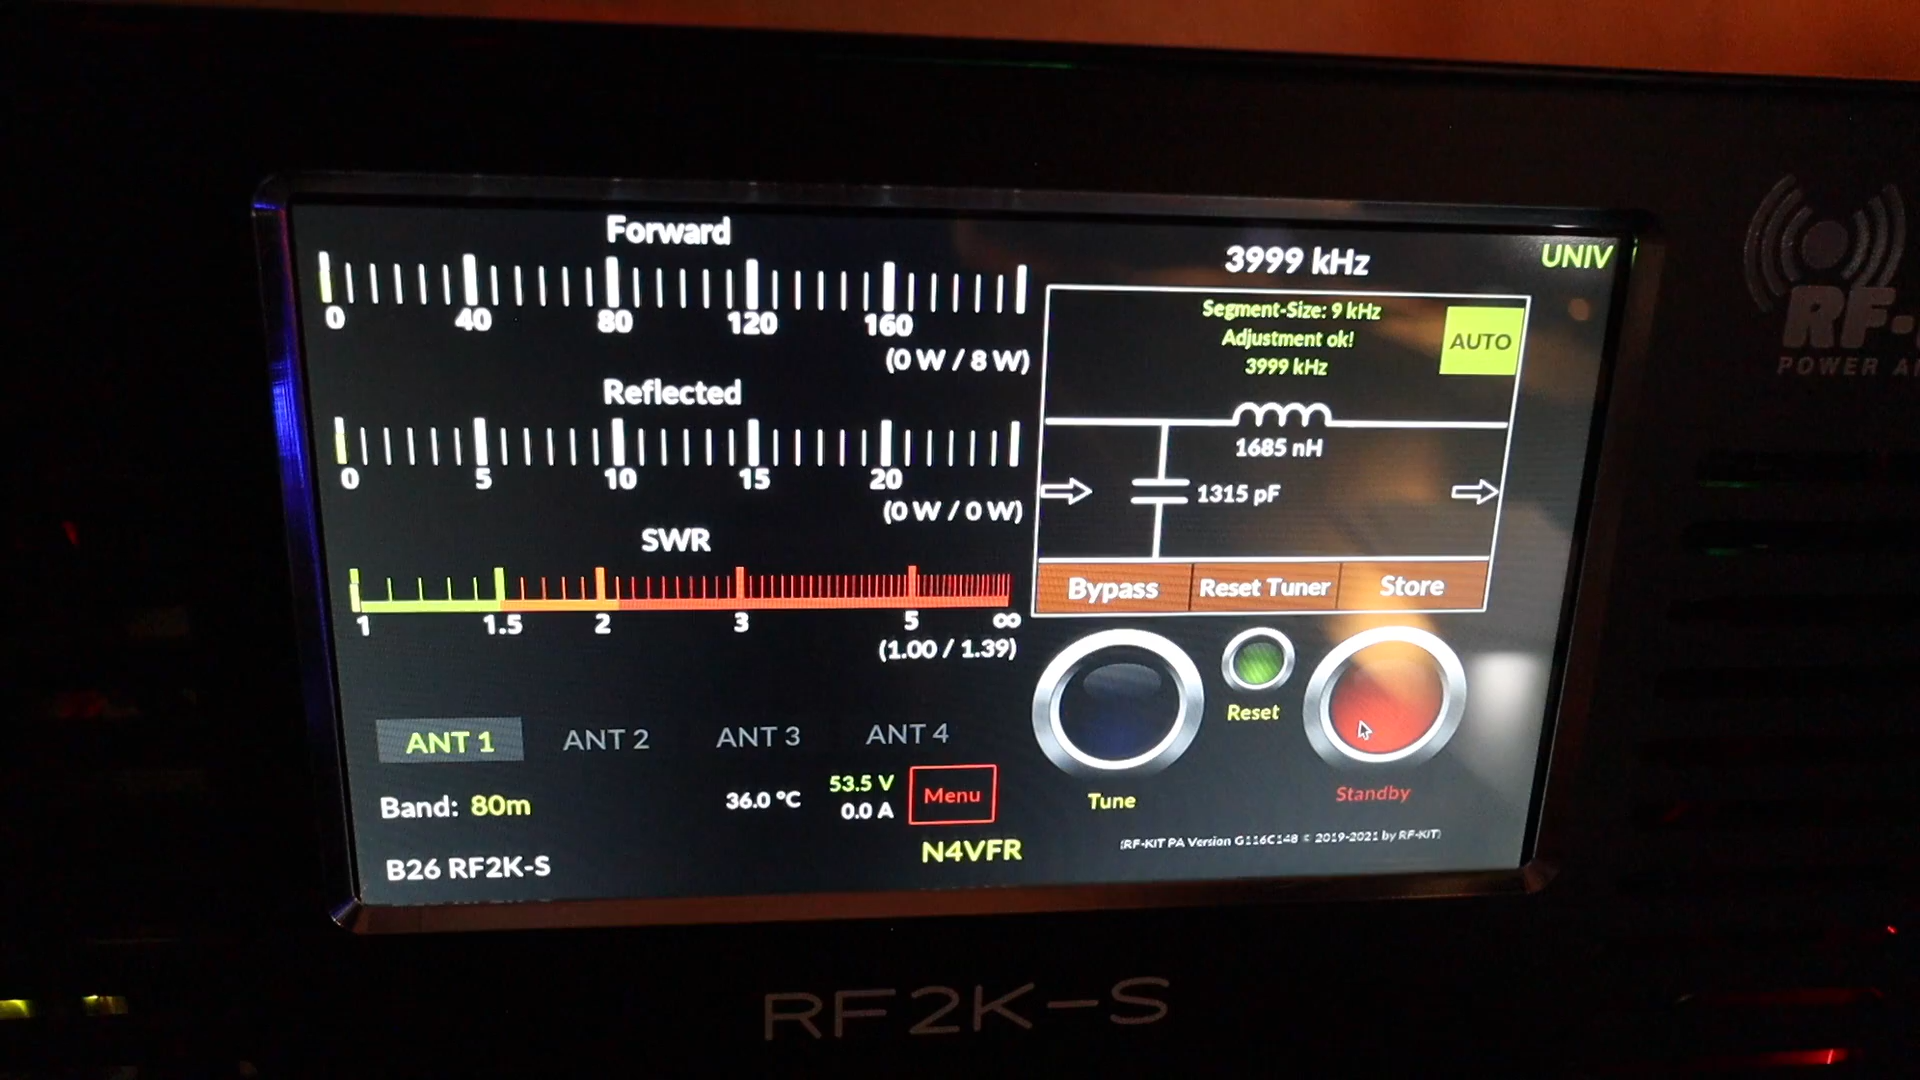 Forward
0 40 80 120 160
(0 W / 8 W)
Reflected
0 5 10 15 20
(0 W / 0 W)
SWR
1 1.5 2 3 5 ∞
(1.00 / 1.39)
ANT 1 ANT 2 ANT 3 ANT 4
Band: 80m
36.0 °C
53.5 V
0.0 A
Menu
B26 RF2K-S
N4VFR
3999 kHz
UNIV
Segment-Size: 9 kHz
Adjustment ok!
3999 kHz
AUTO
1685 nH
1315 pF
Bypass Reset Tuner Store
Tune
Reset
Standby
(RF-KIT PA Version G116C148 © 2019-2021 by RF-KIT)
RF-
POWER
RF2K-S